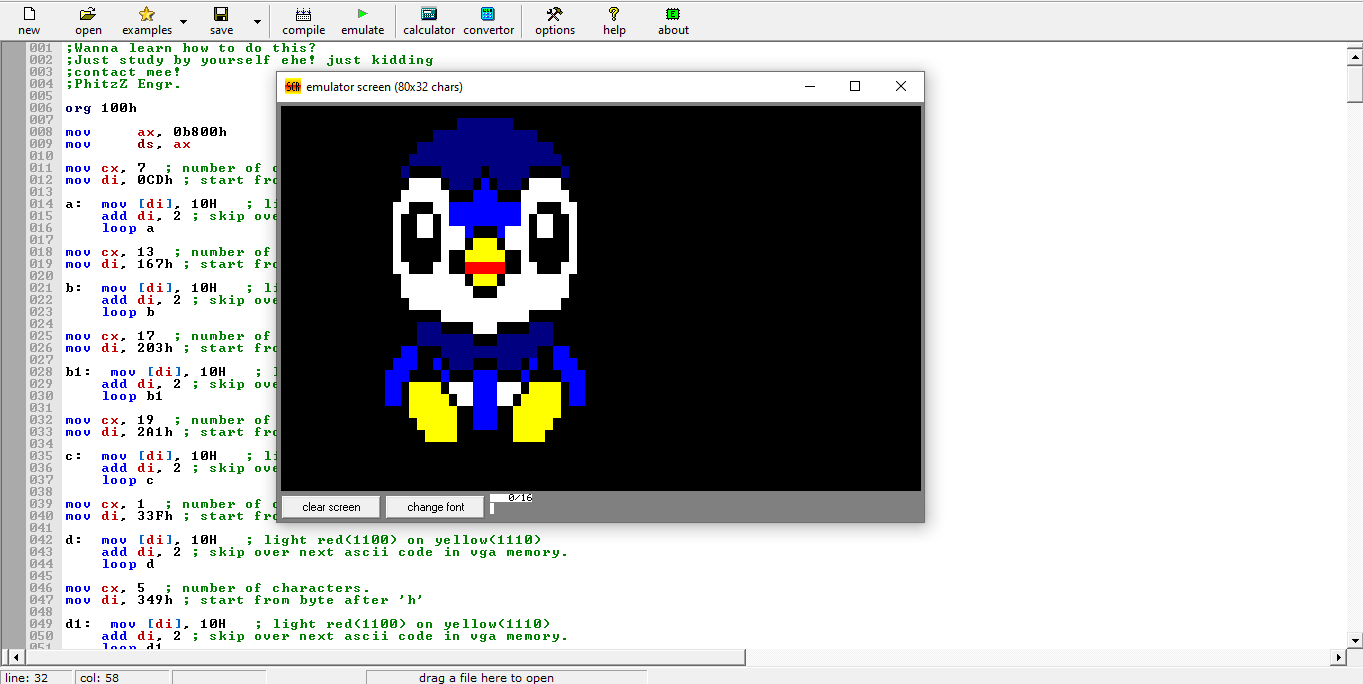 new open examples save compile emulate calculator convertor options help about
001 ;Wanna learn how to do this?
002 ;Just study by yourself ehe! just kidding
003 ;contact mee!
004 ;PhitzZ Engr.
005
006 org 100h
007
008 mov ax, 0b800h
009 mov ds, ax
010
011 mov cx, 7 ; number of c
012 mov di, 0CDh ; start fro
013
014 a: mov [di], 10H ; li
015 add di, 2 ; skip ove
016 loop a
017
018 mov cx, 13 ; number of
019 mov di, 167h ; start fro
020
021 b: mov [di], 10H ; li
022 add di, 2 ; skip ove
023 loop b
024
025 mov cx, 17 ; number of
026 mov di, 203h ; start fro
027
028 b1: mov [di], 10H ; l
029 add di, 2 ; skip ove
030 loop b1
031
032 mov cx, 19 ; number of
033 mov di, 2A1h ; start fro
034
035 c: mov [di], 10H ; li
036 add di, 2 ; skip ove
037 loop c
038
039 mov cx, 1 ; number of c
040 mov di, 33Fh ; start fro
041
042 d: mov [di], 10H ; light red(1100) on yellow(1110)
043 add di, 2 ; skip over next ascii code in vga memory.
044 loop d
045
046 mov cx, 5 ; number of characters.
047 mov di, 349h ; start from byte after 'h'
048
049 d1: mov [di], 10H ; light red(1100) on yellow(1110)
050 add di, 2 ; skip over next ascii code in vga memory.
051 loop d1
SCR emulator screen (80x32 chars)
clear screen change font 0/16
line: 32 col: 58 drag a file here to open